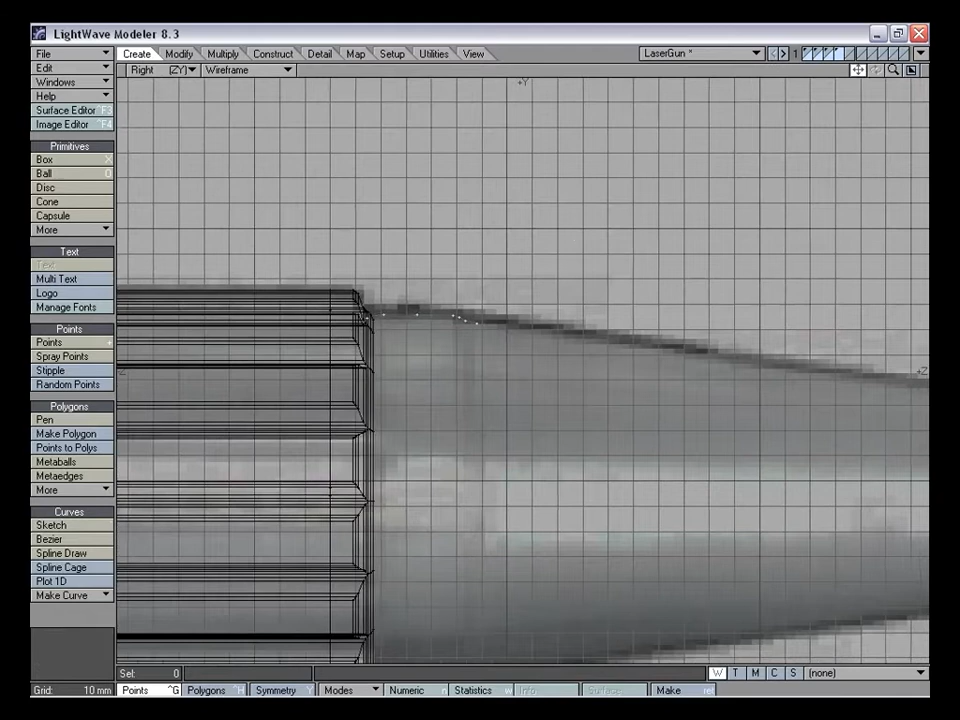 LightWave Modeler 8.3
File
Create Modify Multiply Construct Detail Map Setup Utilities View LaserGun * 1
Edit
Right (ZY) Wireframe
Windows
Help
Surface Editor F3
Image Editor F4
+Y
Primitives
Box X
Ball O
Disc
Cone
Capsule
More
Text
Text
Multi Text
Logo
Manage Fonts
Points
Points +
Spray Points
Stipple
-Z +Z
Random Points
Polygons
Pen
Make Polygon
Points to Polys
Metaballs
Metaedges
More
Curves
Sketch
Bezier
Spline Draw
Spline Cage
Plot 1D
Make Curve
Sel: 0 W T M C S (none)
Grid: 10 mm Points ^G Polygons ^H Symmetry Y Modes Numeric n Statistics w Info i Surface Make ret